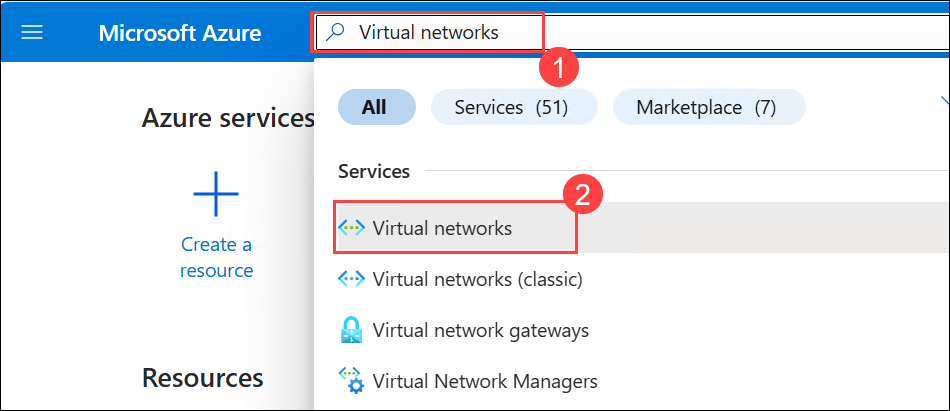 Microsoft Azure
Virtual networks
1
All
Services (51)
Marketplace (7)
Azure services
Create a
resource
Resources
Services
2
Virtual networks
Virtual networks (classic)
Virtual network gateways
Virtual Network Managers